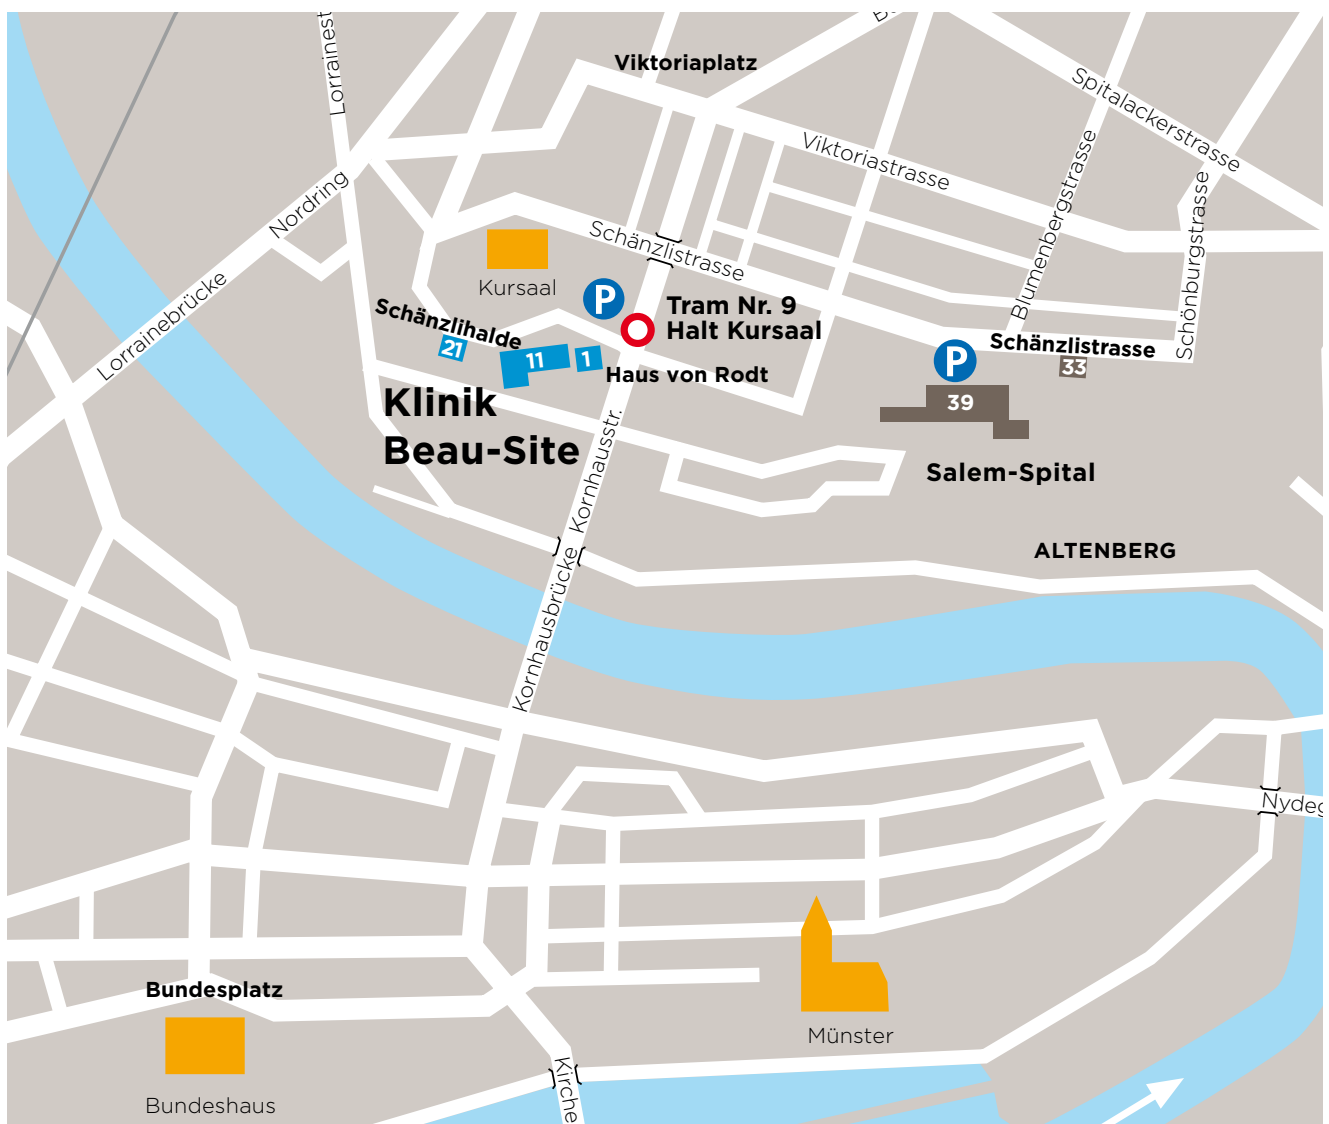 Lorrainest
Viktoriaplatz
Spitalackerstrasse
Viktoriastrasse
Blumenbergstrasse
Schönburgstrasse
Nordring
Schänzlistrasse
Lorrainebrücke
Kursaal
P
Tram Nr. 9
Halt Kursaal
Schänzlihalde
21
11
1
Haus von Rodt
Schänzlistrasse
33
P
39
Klinik
Beau-Site
Kornhausstr.
Salem-Spital
ALTENBERG
Kornhausbrücke
Nydeg
Bundesplatz
Münster
Kirche
Bundeshaus